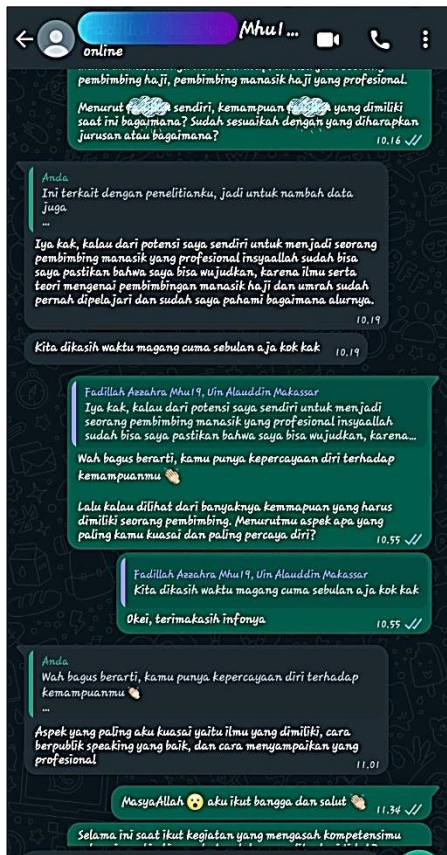 Mhu1...
online
pembimbing haji, pembimbing manasik haji yang profesional.
Menurut sendiri, kemampuan yang dimiliki
saat ini bagaimana? Sudah sesuaikah dengan yang diharapkan
jurusan atau bagaimana?
10.16
Anda
Ini terkait dengan penelitianku, jadi untuk nambah data
juga
...
Iya kak, kalau dari potensi saya sendiri untuk menjadi seorang
pembimbing manasik yang profesional insyaallah sudah bisa
saya pastikan bahwa saya bisa wujudkan, karena ilmu serta
teori mengenai pembimbingan manasik haji dan umrah sudah
pernah dipelajari dan sudah saya pahami bagaimana alurnya.
10.19
Kita dikasih waktu magang cuma sebulan aja kok kak
10.19
Fadillah Azzahra Mhu19, Uin Alauddin Makassar
Iya kak, kalau dari potensi saya sendiri untuk menjadi
seorang pembimbing manasik yang profesional insyaallah
sudah bisa saya pastikan bahwa saya bisa wujudkan, karena...
Wah bagus berarti, kamu punya kepercayaan diri terhadap
kemampuanmu 👏🏻
Lalu kalau dilihat dari banyaknya kemmapuan yang harus
dimiliki seorang pembimbing. Menurutmu aspek apa yang
paling kamu kuasai dan paling percaya diri?
10.55
Fadillah Azzahra Mhu19, Uin Alauddin Makassar
Kita dikasih waktu magang cuma sebulan aja kok kak
Okei, terimakasih infonya
10.55
Anda
Wah bagus berarti, kamu punya kepercayaan diri terhadap
kemampuanmu 👏🏻
...
Aspek yang paling aku kuasai yaitu ilmu yang dimiliki, cara
berpublik speaking yang baik, dan cara menyampaikan yang
profesional
11.01
MasyaAllah 😮 aku ikut bangga dan salut 👏🏻
11.34
Selama ini saat ikut kegiatan yang mengasah kompetensimu